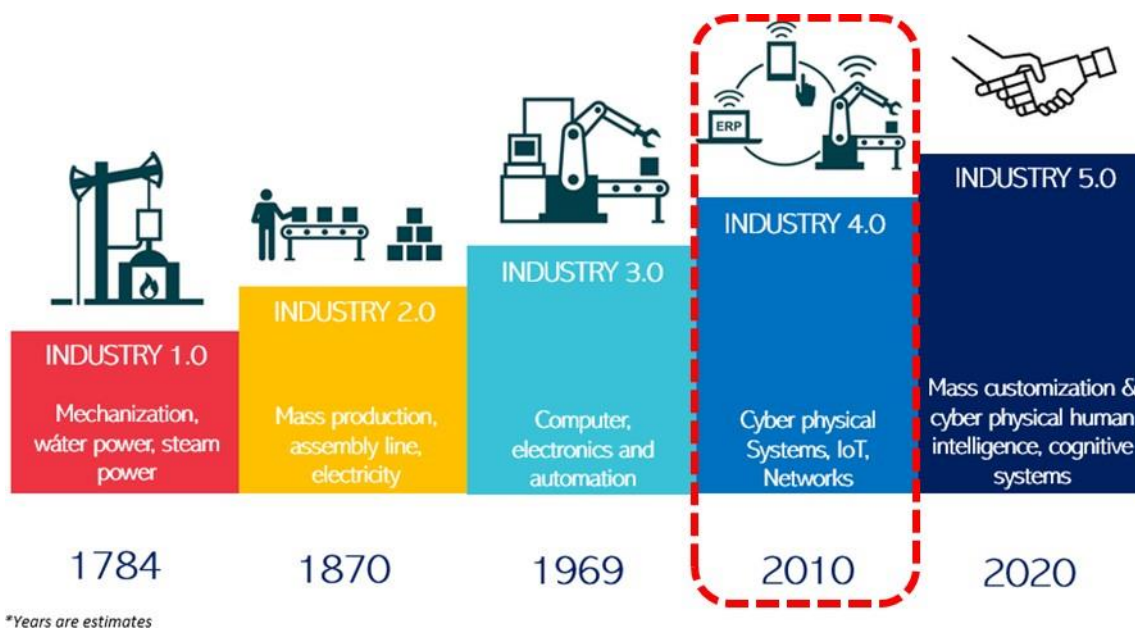 ERP
INDUSTRY 1.0
Mechanization,
wáter power, steam
power
INDUSTRY 2.0
Mass production,
assembly line,
electricity
INDUSTRY 3.0
Computer,
electronics and
automation
INDUSTRY 4.0
Cyber physical
Systems, IoT,
Networks
INDUSTRY 5.0
Mass customization &
cyber physical human
intelligence, cognitive
systems
1784
1870
1969
2010
2020
*Years are estimates